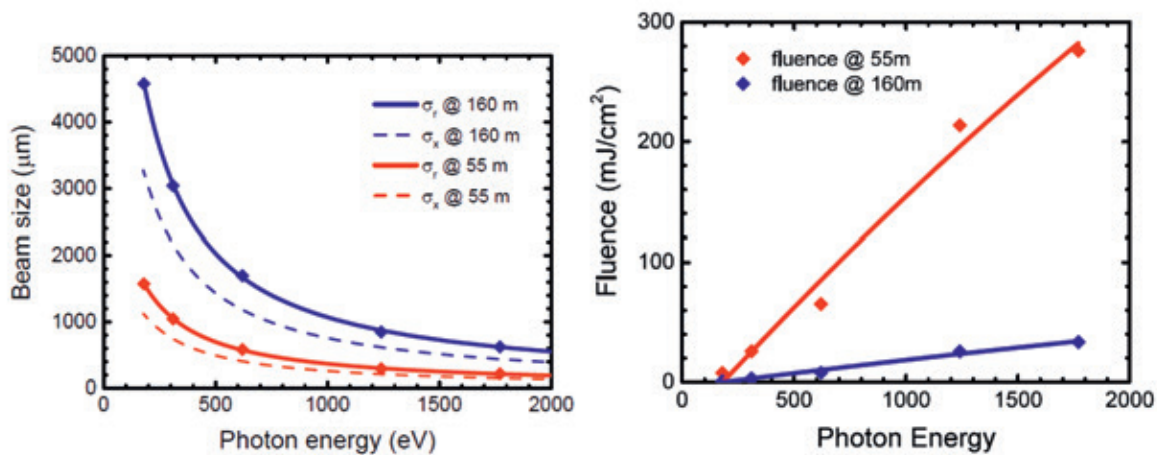 5000
4000
3000
2000
1000
0
0 500 1000 1500 2000
Beam size (μm)
Photon energy (eV)
σr @ 160 m
σx @ 160 m
σr @ 55 m
σx @ 55 m
300
200
100
0
0 500 1000 1500 2000
Fluence (mJ/cm²)
Photon Energy
fluence @ 55m
fluence @ 160m